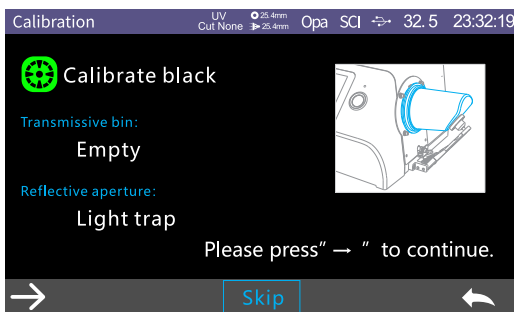 Calibration UV Cut None 25.4mm 25.4mm Opa SCI 32.5 23:32:19
Calibrate black
Transmissive bin:
Empty
Reflective aperture:
Light trap
Please press" → " to continue.
Skip